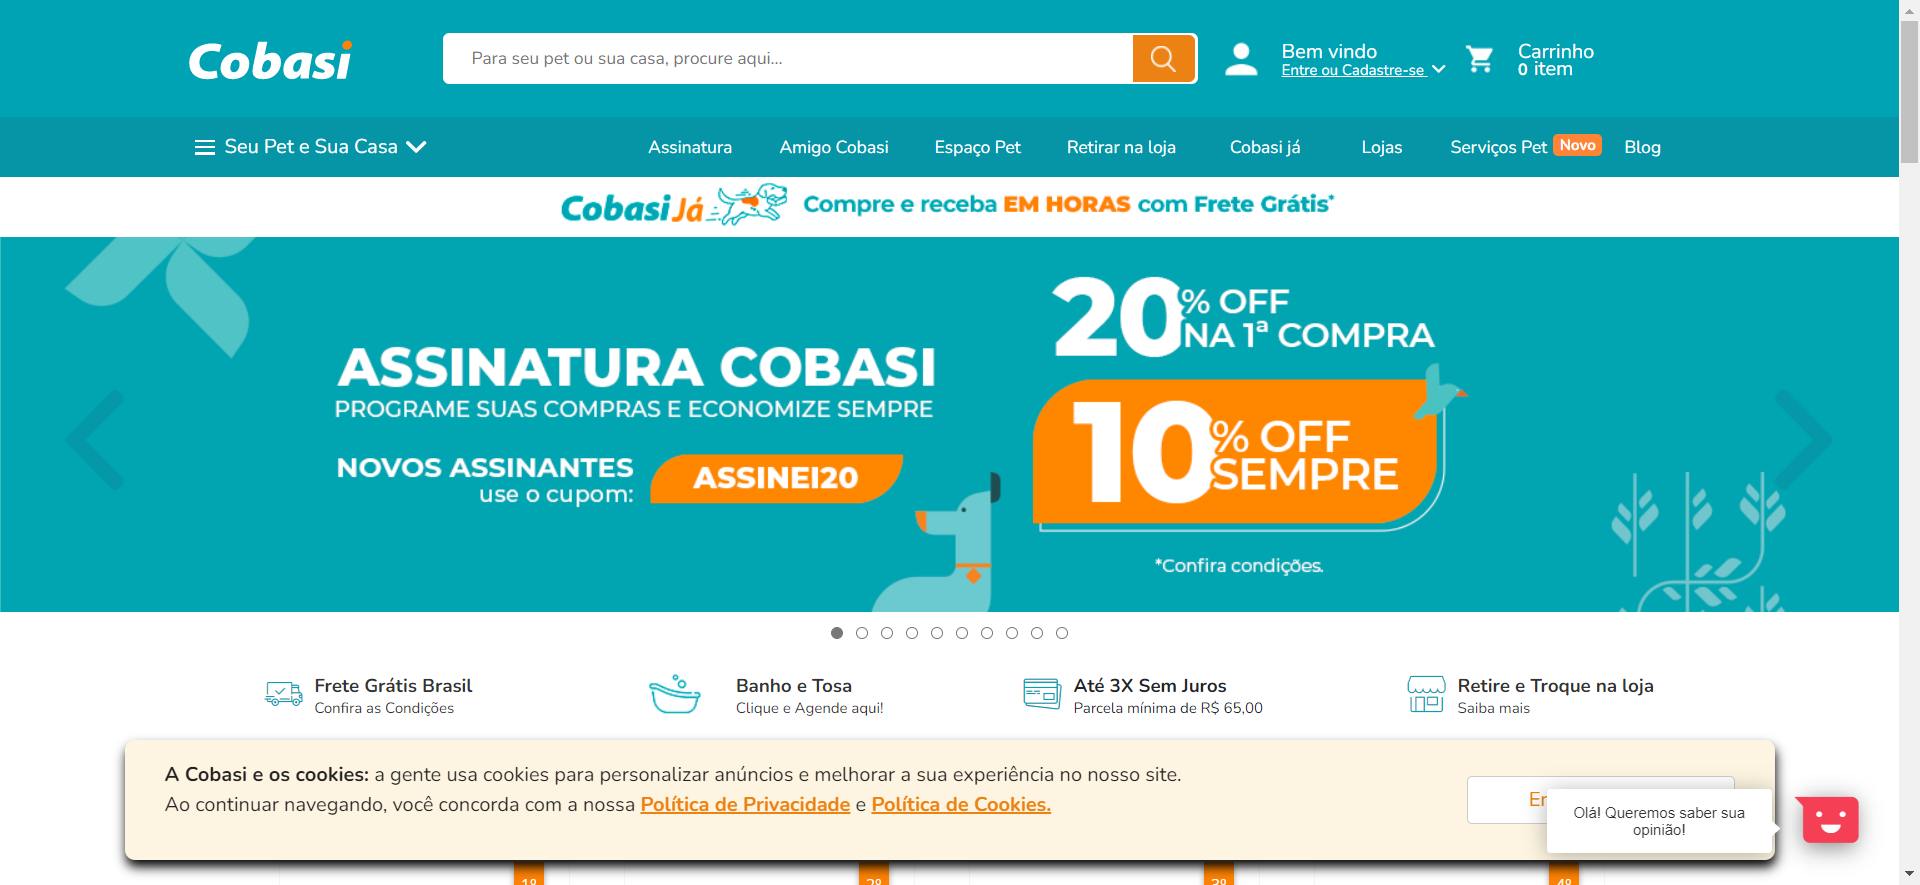 Cobasi
Para seu pet ou sua casa, procure aqui...
Bem vindo
Entre ou Cadastre-se
Carrinho
0 item
Seu Pet e Sua Casa
Assinatura
Amigo Cobasi
Espaço Pet
Retirar na loja
Cobasi já
Lojas
Serviços Pet
Novo
Blog
Cobasi Já
Compre e receba EM HORAS com Frete Grátis*
ASSINATURA COBASI
PROGRAME SUAS COMPRAS E ECONOMIZE SEMPRE
NOVOS ASSINANTES
use o cupom:
ASSINEI20
20% OFF
NA 1ª COMPRA
10% OFF
SEMPRE
*Confira condições.
Frete Grátis Brasil
Confira as Condições
Banho e Tosa
Clique e Agende aqui!
Até 3X Sem Juros
Parcela mínima de R$ 65,00
Retire e Troque na loja
Saiba mais
A Cobasi e os cookies: a gente usa cookies para personalizar anúncios e melhorar a sua experiência no nosso site.
Ao continuar navegando, você concorda com a nossa Política de Privacidade e Política de Cookies.
Olá! Queremos saber sua
opinião!
1º
2º
3º
4º